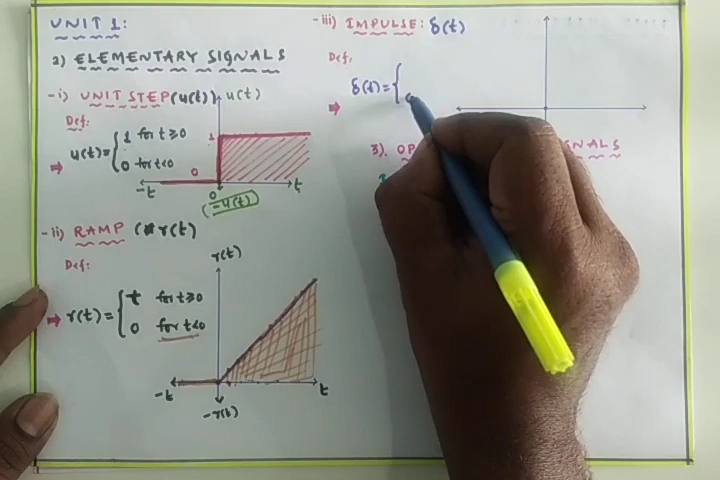 UNIT 1:
2) ELEMENTARY SIGNALS
-i) UNIT STEP(u(t))
u(t)
Def:
u(t)= { 1 for t≥0
0 for t<0
1
0
-t
t
0
-u(t)
-ii) RAMP (r(t)
Def:
r(t)= { t for t≥0
0 for t<0
r(t)
-t
t
-r(t)
-iii) IMPULSE: δ(t)
Def,
δ(t)= {
3). OP
NALS